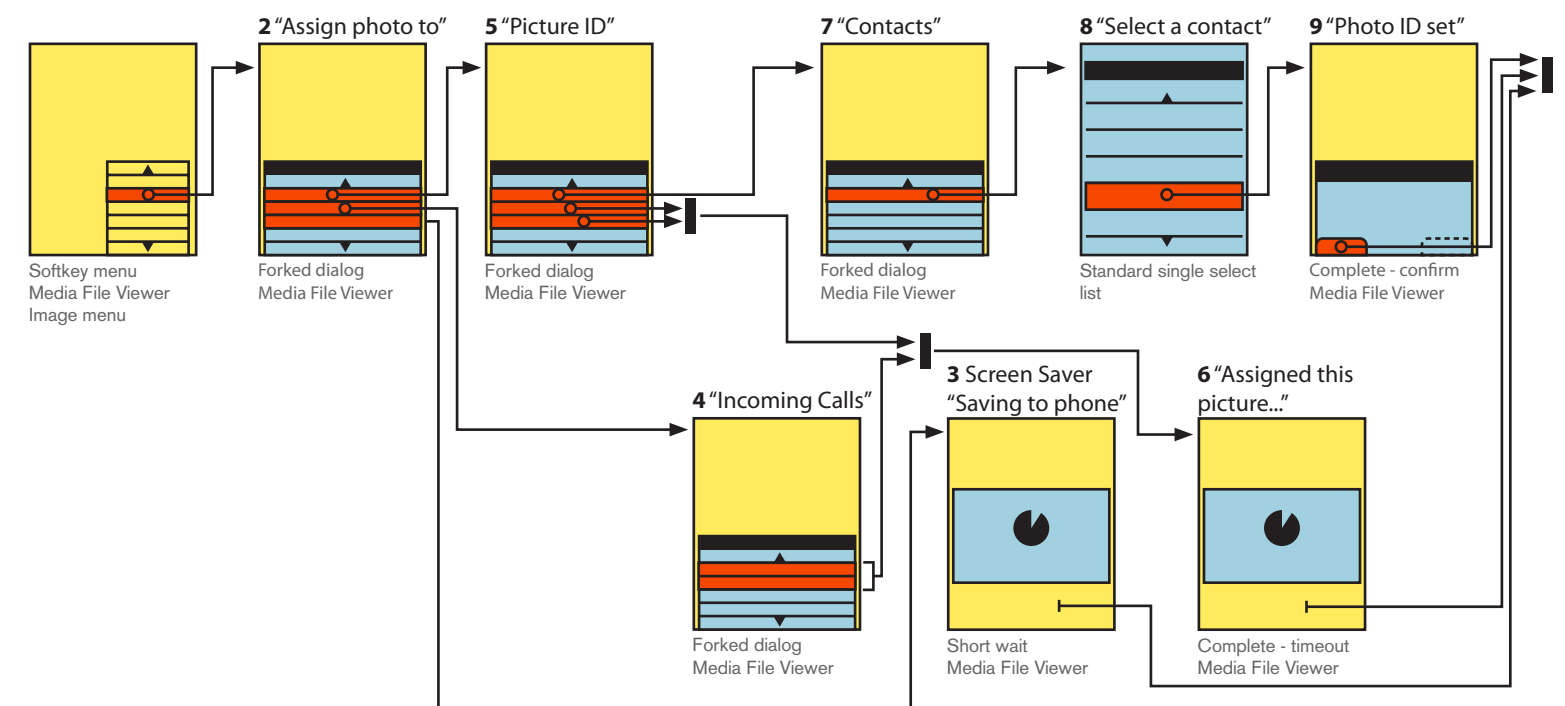 2 “Assign photo to”
5 “Picture ID”
7 “Contacts”
8 “Select a contact”
9 “Photo ID set”
Softkey menu
Media File Viewer
Image menu
Forked dialog
Media File Viewer
Forked dialog
Media File Viewer
Forked dialog
Media File Viewer
Standard single select
list
Complete - confirm
Media File Viewer
4 “Incoming Calls”
3 Screen Saver
“Saving to phone”
6 “Assigned this
picture...”
Forked dialog
Media File Viewer
Short wait
Media File Viewer
Complete - timeout
Media File Viewer